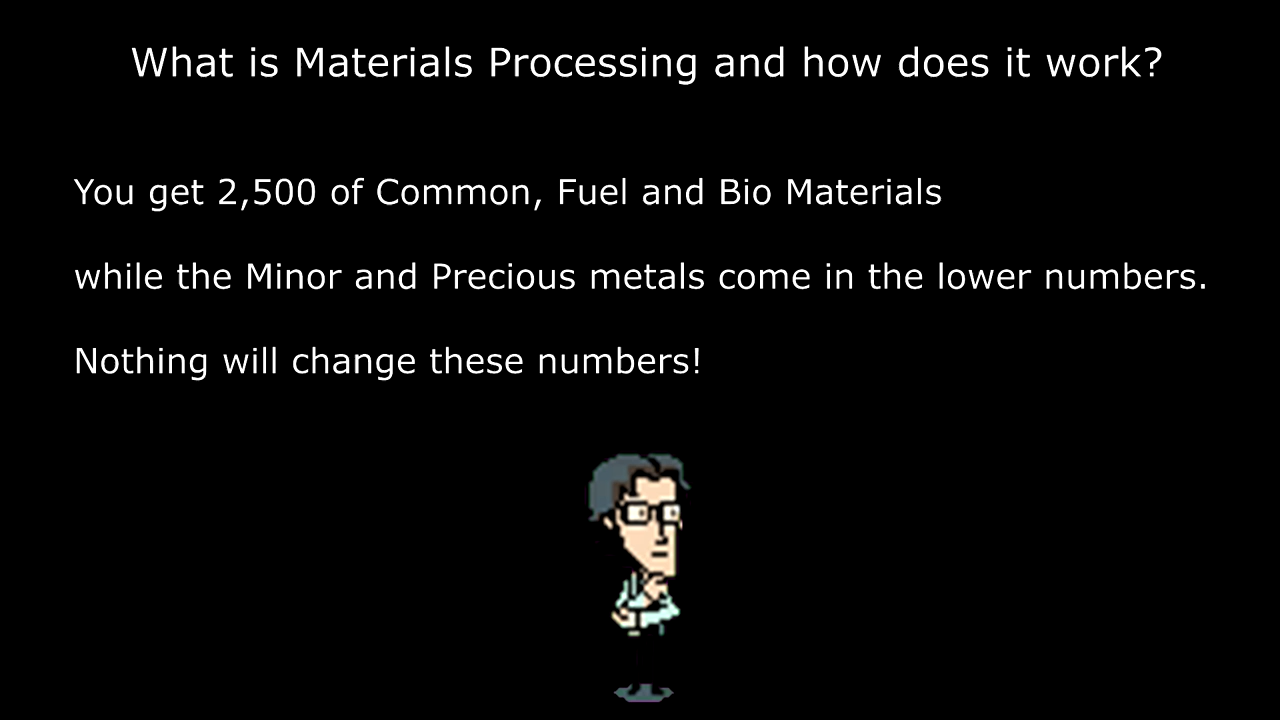 What is Materials Processing and how does it work?
You get 2,500 of Common, Fuel and Bio Materials
while the Minor and Precious metals come in the lower numbers.
Nothing will change these numbers!